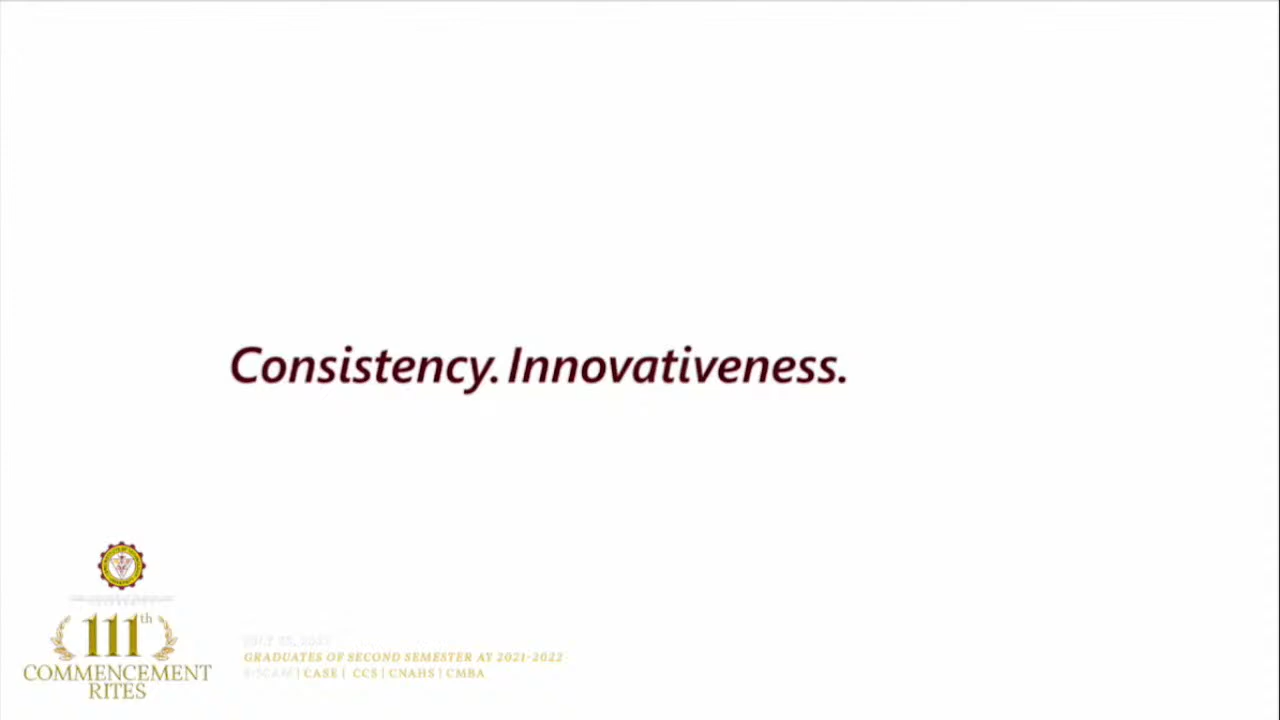 Consistency. Innovativeness.
111th
COMMENCEMENT
RITES
GRADUATES OF SECOND SEMESTER AY 2021-2022
| CASE | CCS | CNAHS | CMBA